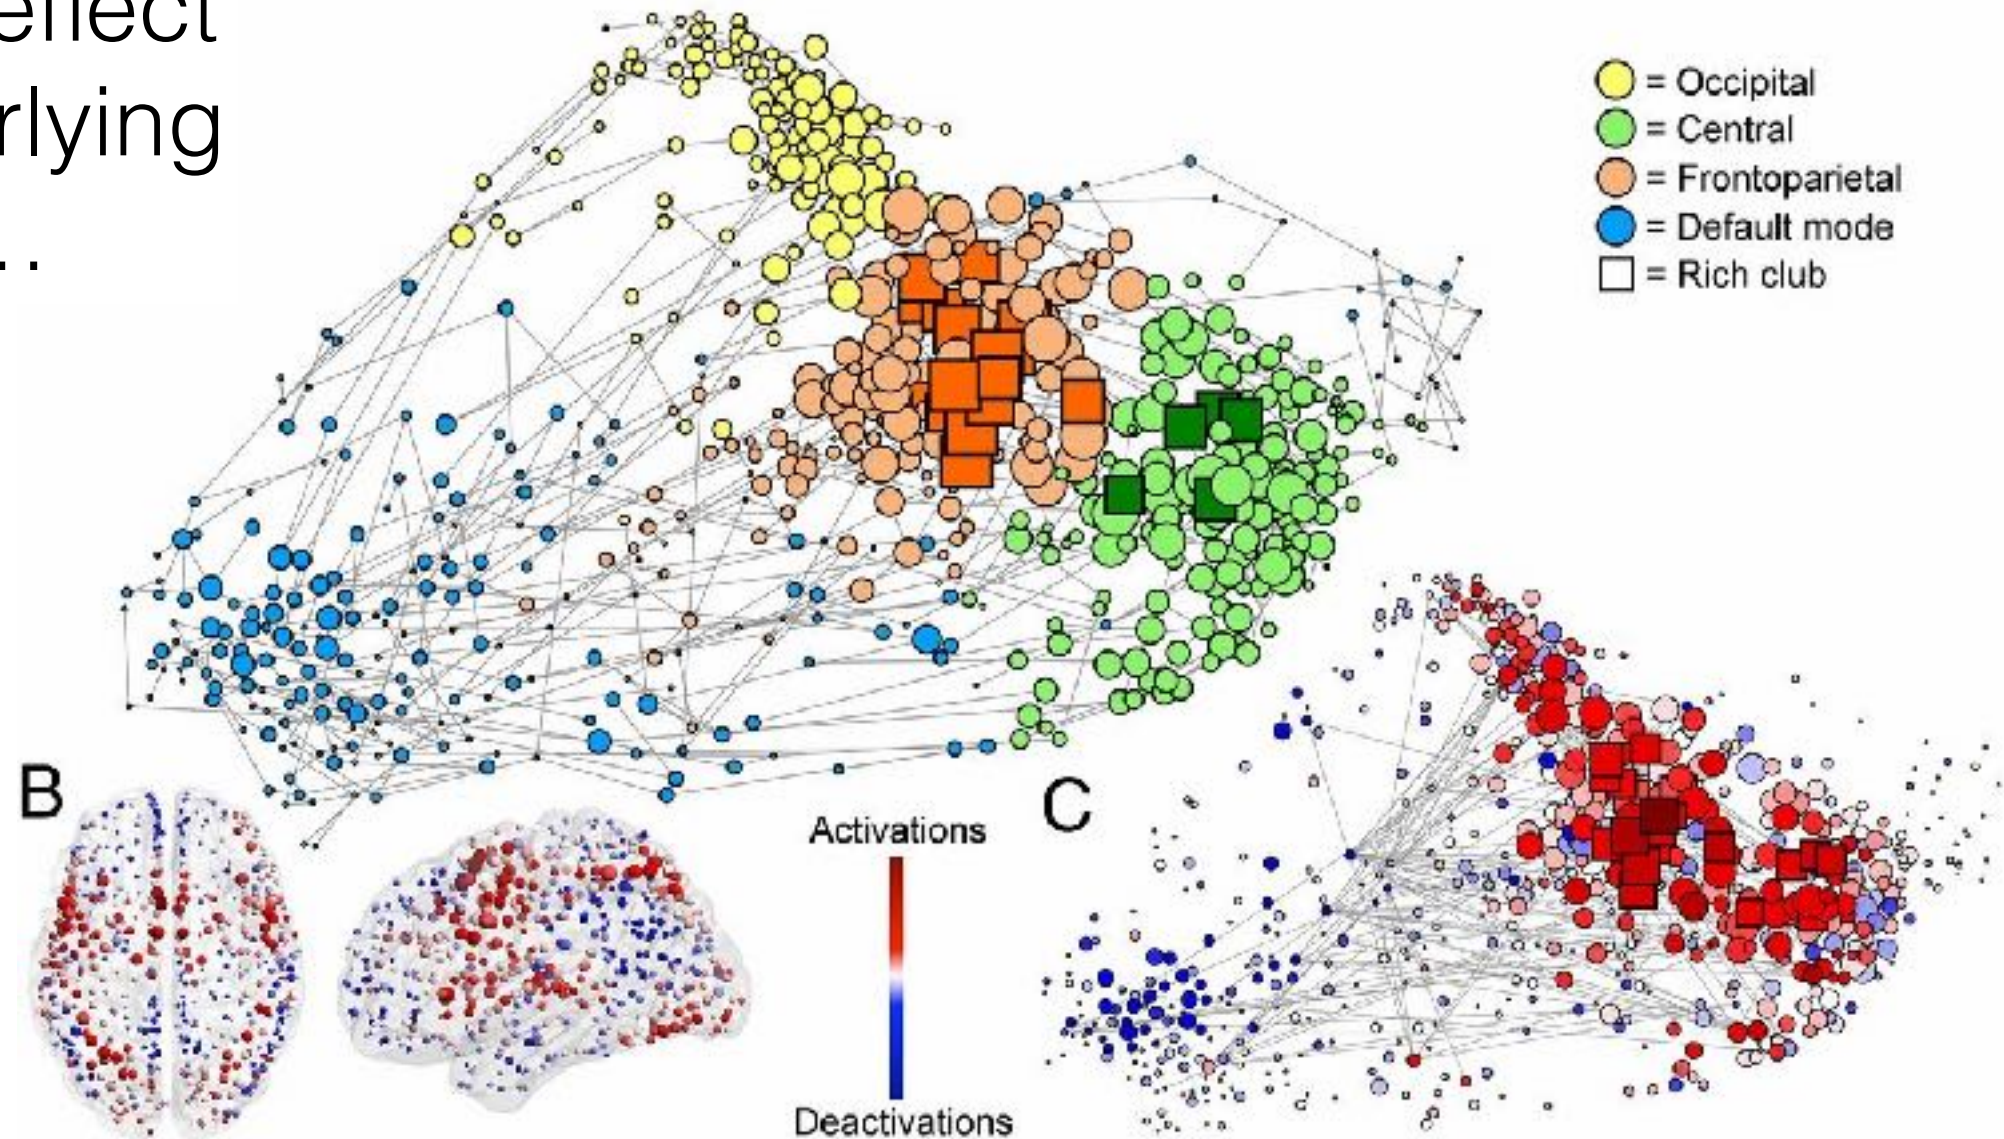 eflect
rlying
..
= Occipital
= Central
= Frontoparietal
= Default mode
= Rich club
B
Activations
Deactivations
C